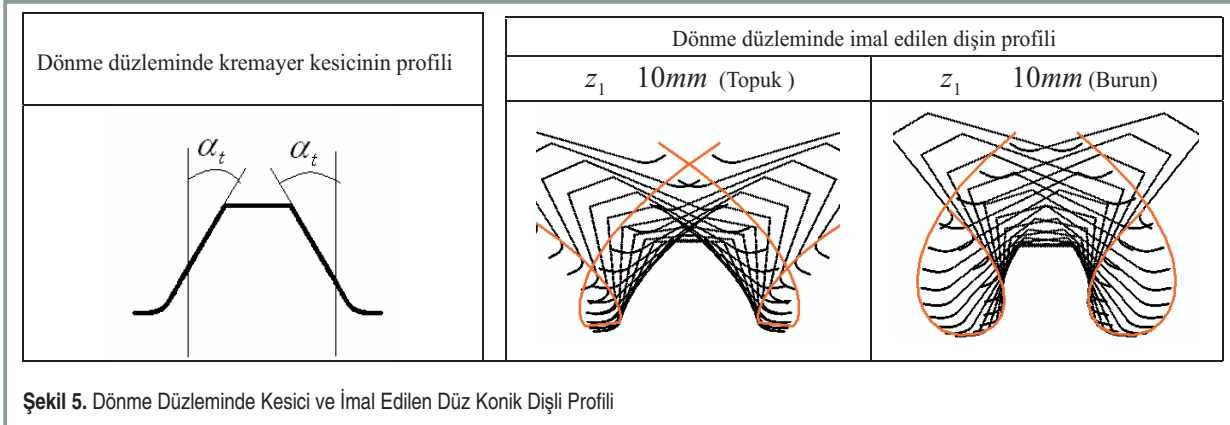 Dönme düzleminde kremayer kesicinin profili
Dönme düzleminde imal edilen dişin profili
z₁ 10mm (Topuk )
z₁ 10mm (Burun)
αₜ αₜ
Şekil 5. Dönme Düzleminde Kesici ve İmal Edilen Düz Konik Dişli Profili